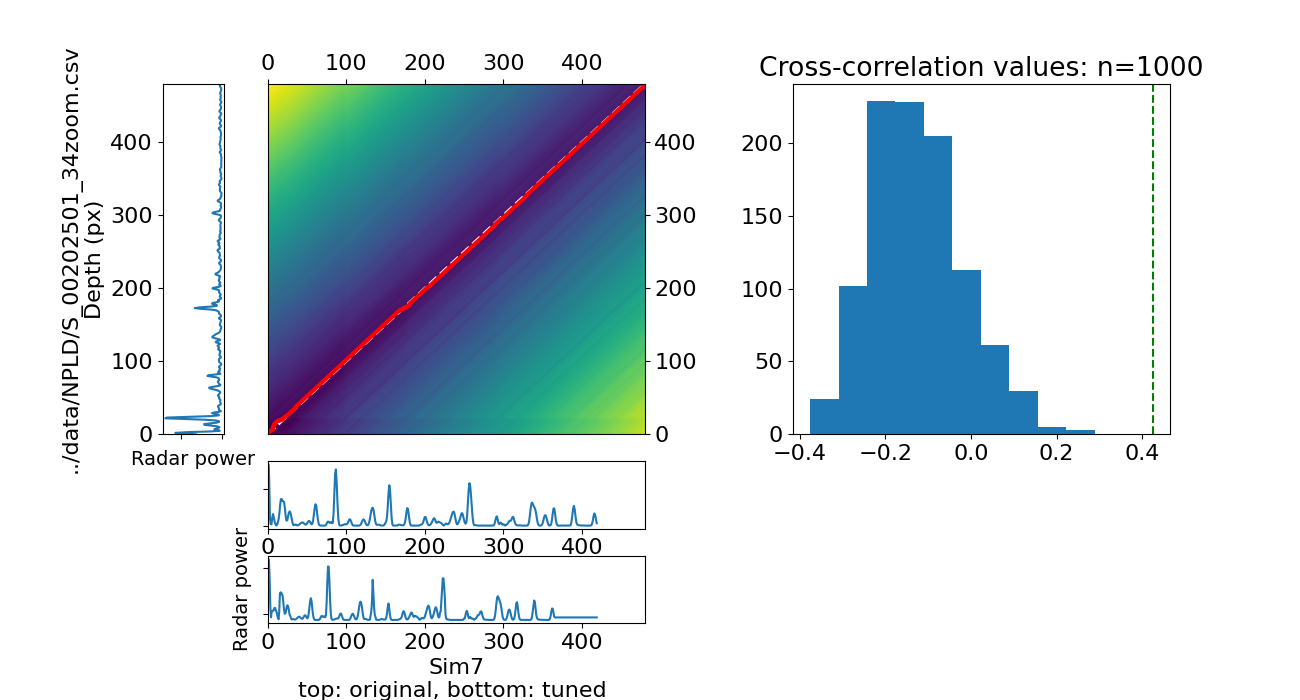 Cross-correlation values: n=1000
0 100 200 300 400
../data/NPLD/S_00202501_34zoom.csv
Depth (px)
400
300
200
100
0
400
300
200
100
0
200
150
100
50
0
−0.4 −0.2 0.0 0.2 0.4
Radar power
0 100 200 300 400
Radar power
0 100 200 300 400
Sim7
top: original, bottom: tuned